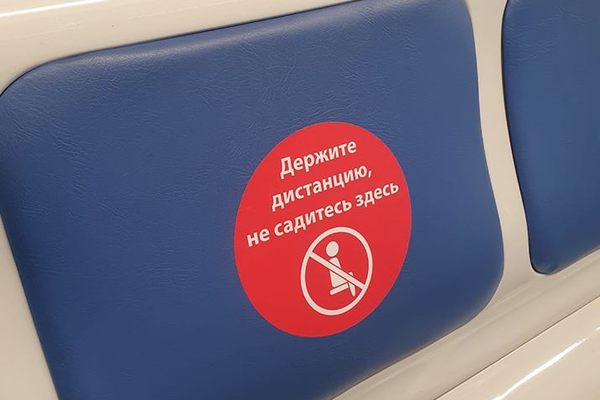 Держите
дистанцию,
не садитесь здесь